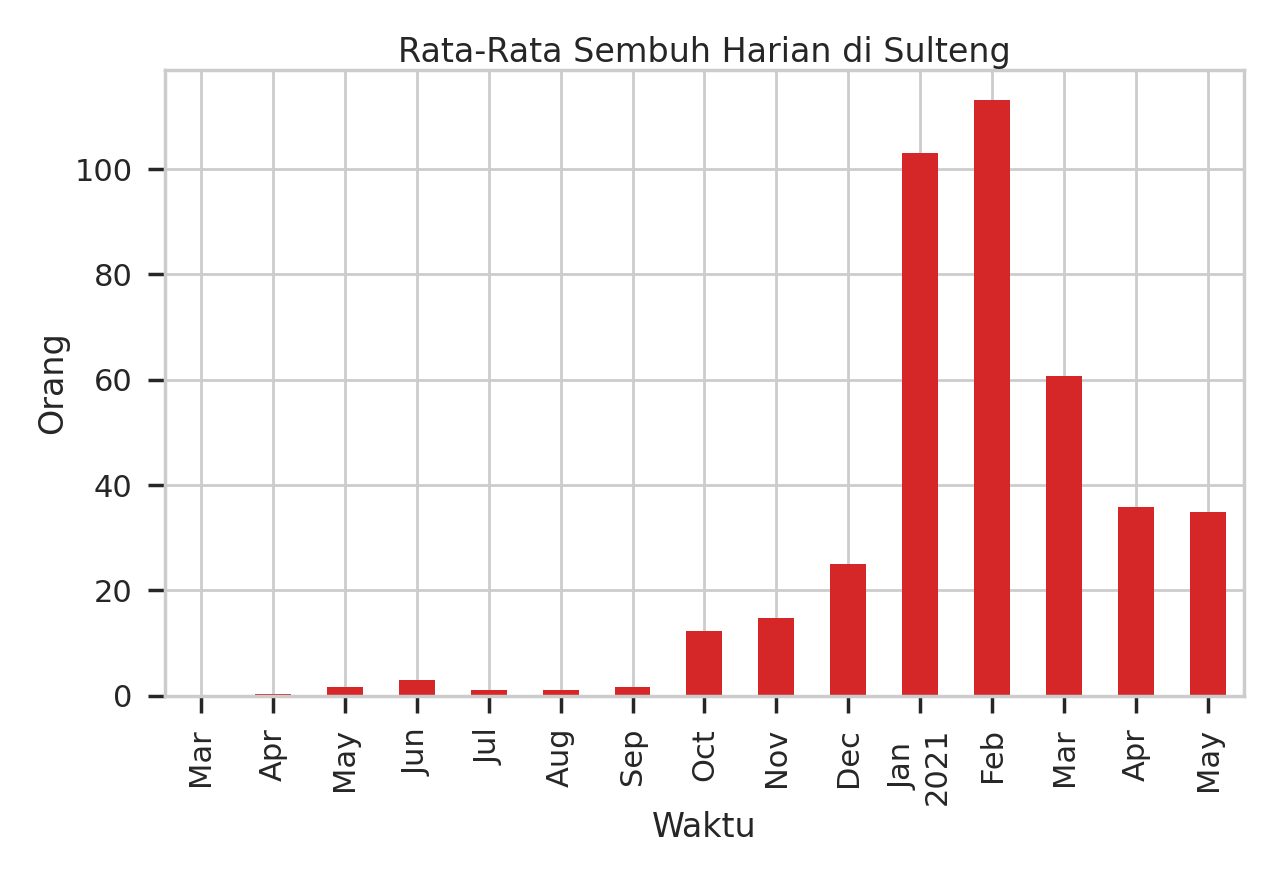 Rata-Rata Sembuh Harian di Sulteng
Orang
100
80
60
40
20
0
Mar
Apr
May
Jun
Jul
Aug
Sep
Oct
Nov
Dec
Jan
2021
Feb
Mar
Apr
May
Waktu